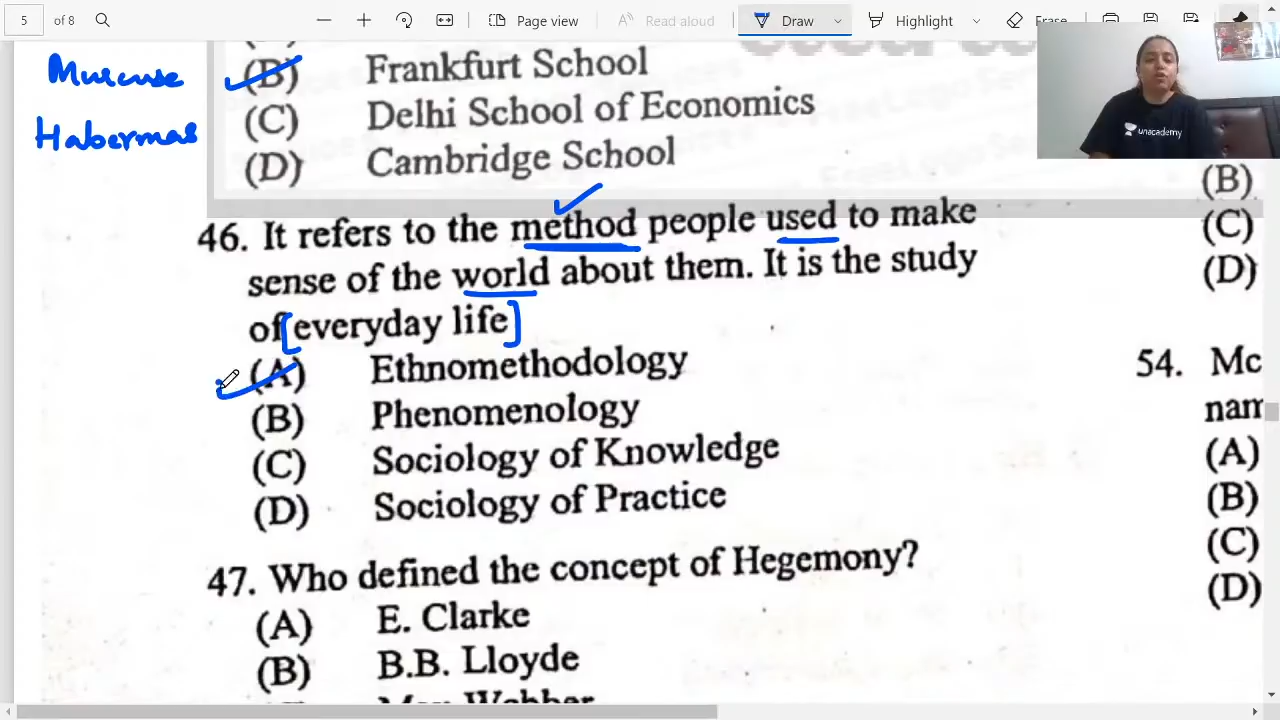 5 of 8
Page view
Read aloud
Draw
Highlight
Erase
unacademy
Marcuse
Habermas
(B) Frankfurt School
(C) Delhi School of Economics
(D) Cambridge School
46. It refers to the method people used to make
sense of the world about them. It is the study
of [everyday life]
(A) Ethnomethodology
(B) Phenomenology
(C) Sociology of Knowledge
(D) Sociology of Practice
47. Who defined the concept of Hegemony?
(A) E. Clarke
(B) B.B. Lloyde
(B)
(C)
(D)
54. Mc
nam
(A)
(B)
(C)
(D)